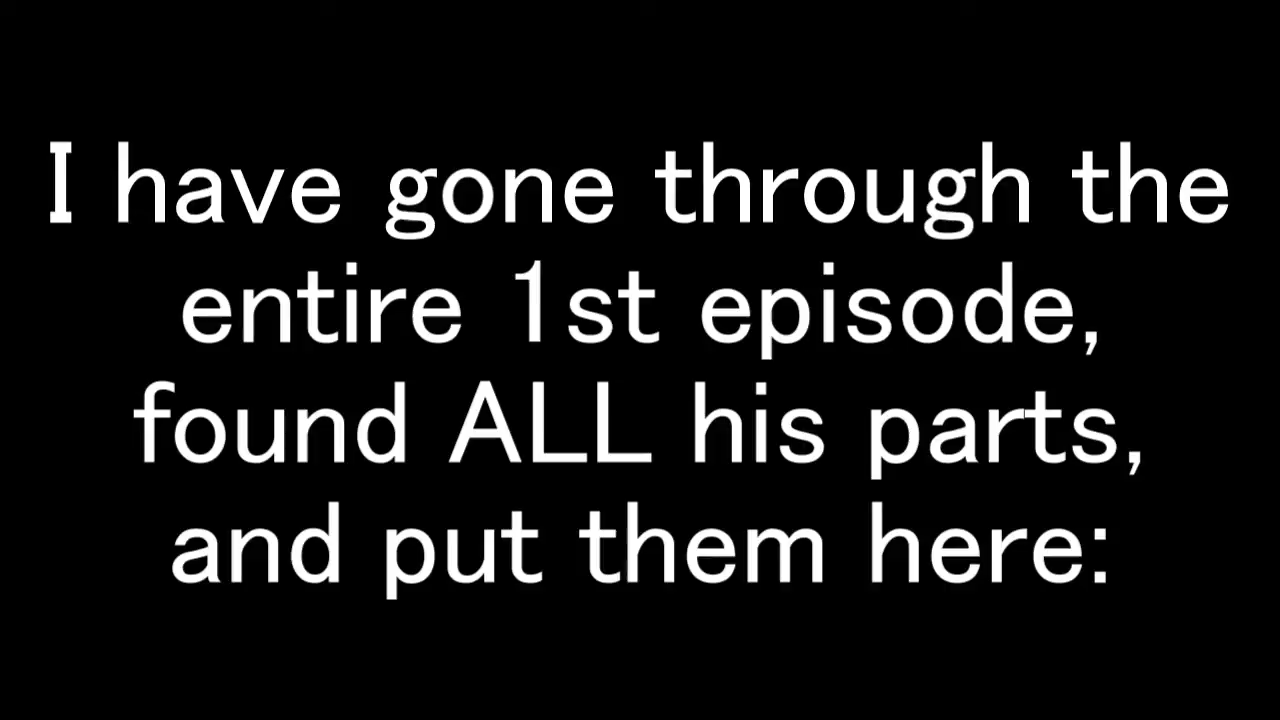 I have gone through the
entire 1st episode,
found ALL his parts,
and put them here: